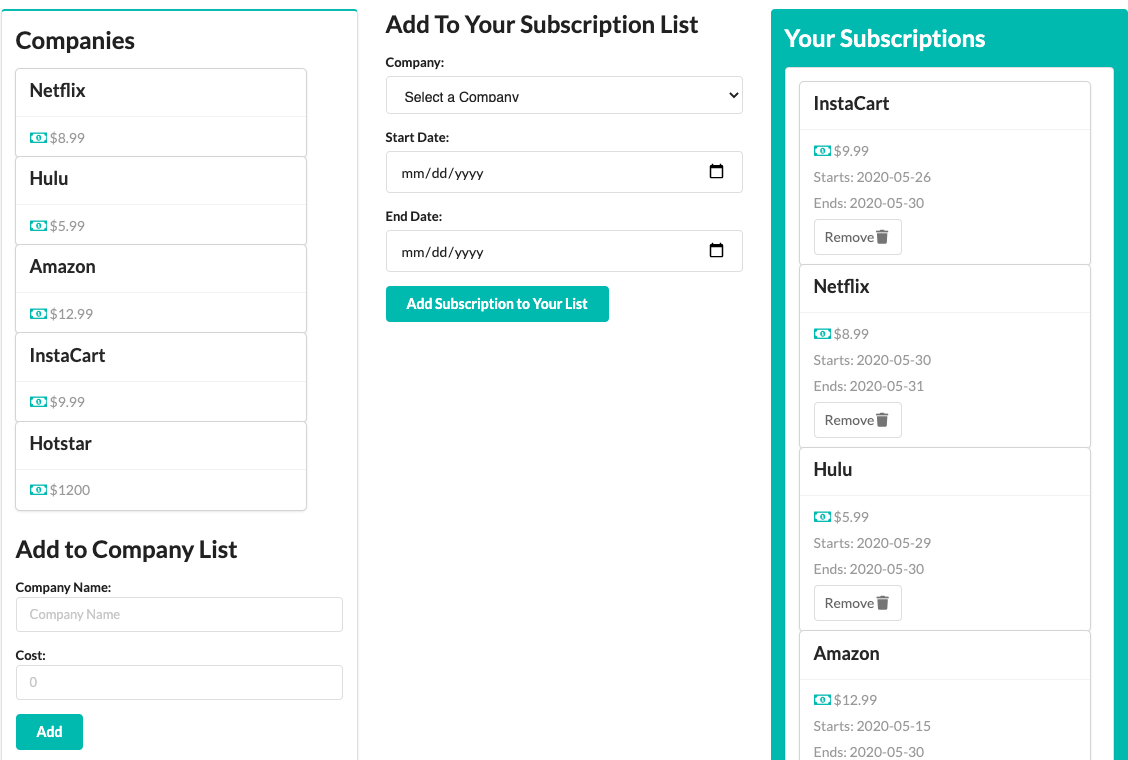 Companies
Netflix
$8.99
Hulu
$5.99
Amazon
$12.99
InstaCart
$9.99
Hotstar
$1200
Add to Company List
Company Name:
Company Name
Cost:
0
Add
Add To Your Subscription List
Company:
Select a Company
Start Date:
mm/dd/yyyy
End Date:
mm/dd/yyyy
Add Subscription to Your List
Your Subscriptions
InstaCart
$9.99
Starts: 2020-05-26
Ends: 2020-05-30
Remove
Netflix
$8.99
Starts: 2020-05-30
Ends: 2020-05-31
Remove
Hulu
$5.99
Starts: 2020-05-29
Ends: 2020-05-30
Remove
Amazon
$12.99
Starts: 2020-05-15
Ends: 2020-05-30